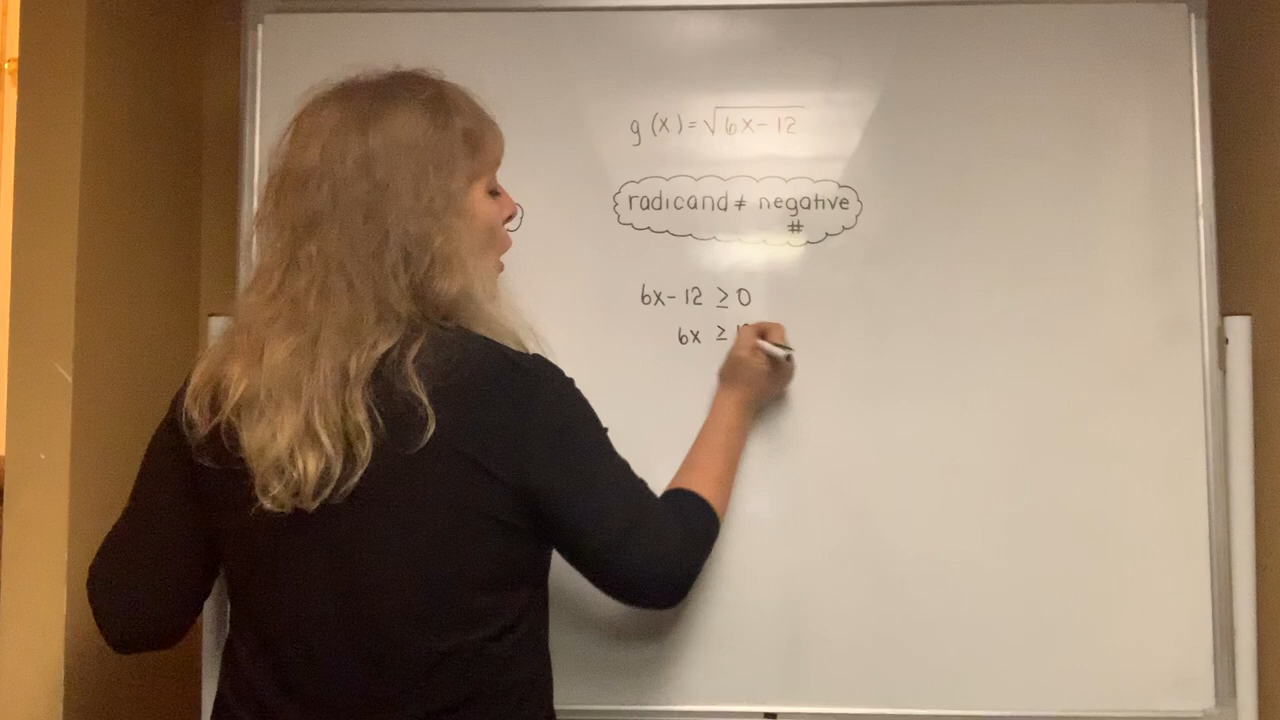 g(x)=√6x-12
radicand ≠ negative
#
6x-12 ≥ 0
6x ≥